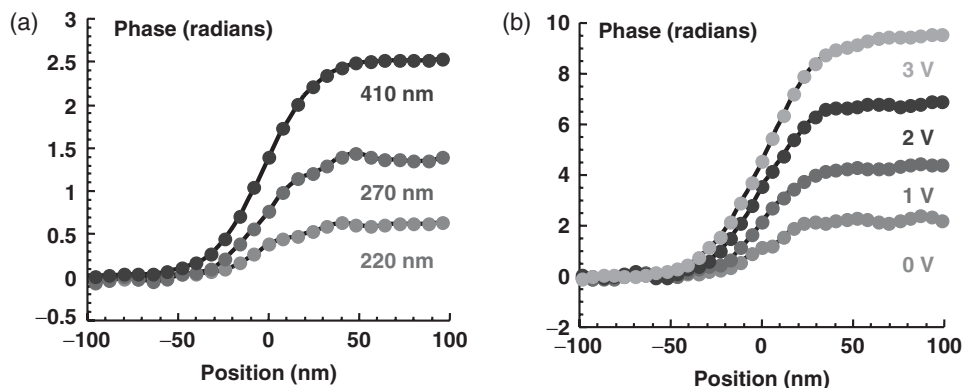 (a)
Phase (radians)
3
2.5
2
1.5
1
0.5
0
–0.5
410 nm
270 nm
220 nm
–100
–50
0
50
100
Position (nm)
(b)
Phase (radians)
10
8
6
4
2
0
–2
3 V
2 V
1 V
0 V
–100
–50
0
50
100
Position (nm)